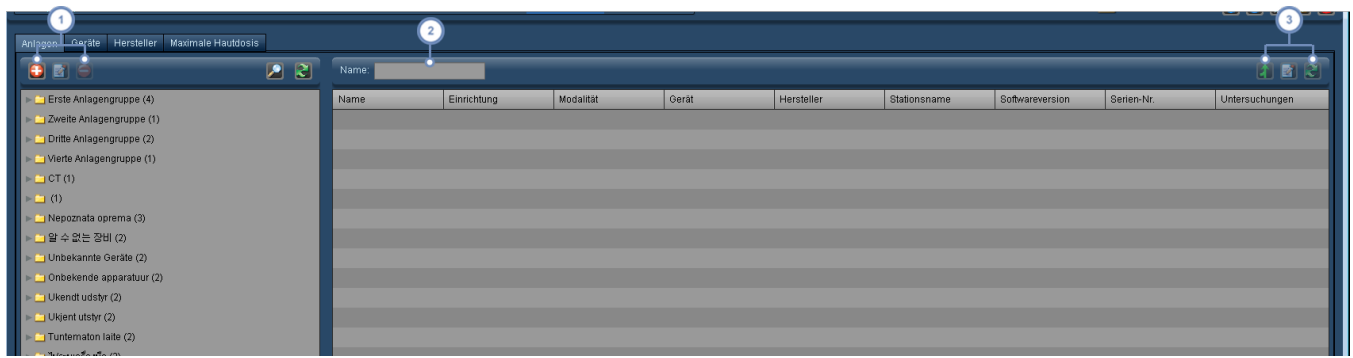 1
2
3
Anlagen Geräte Hersteller Maximale Hautdosis
Name:
Name Einrichtung Modalität Gerät Hersteller Stationsname Softwareversion Serien-Nr. Untersuchungen
Erste Anlagengruppe (4)
Zweite Anlagengruppe (1)
Dritte Anlagengruppe (2)
Vierte Anlagengruppe (1)
CT (1)
(1)
Nepoznata oprema (3)
알 수 없는 장비 (2)
Unbekannte Geräte (2)
Onbekende apparatuur (2)
Ukendt udstyr (2)
Ukjent utstyr (2)
Tuntematon laite (2)